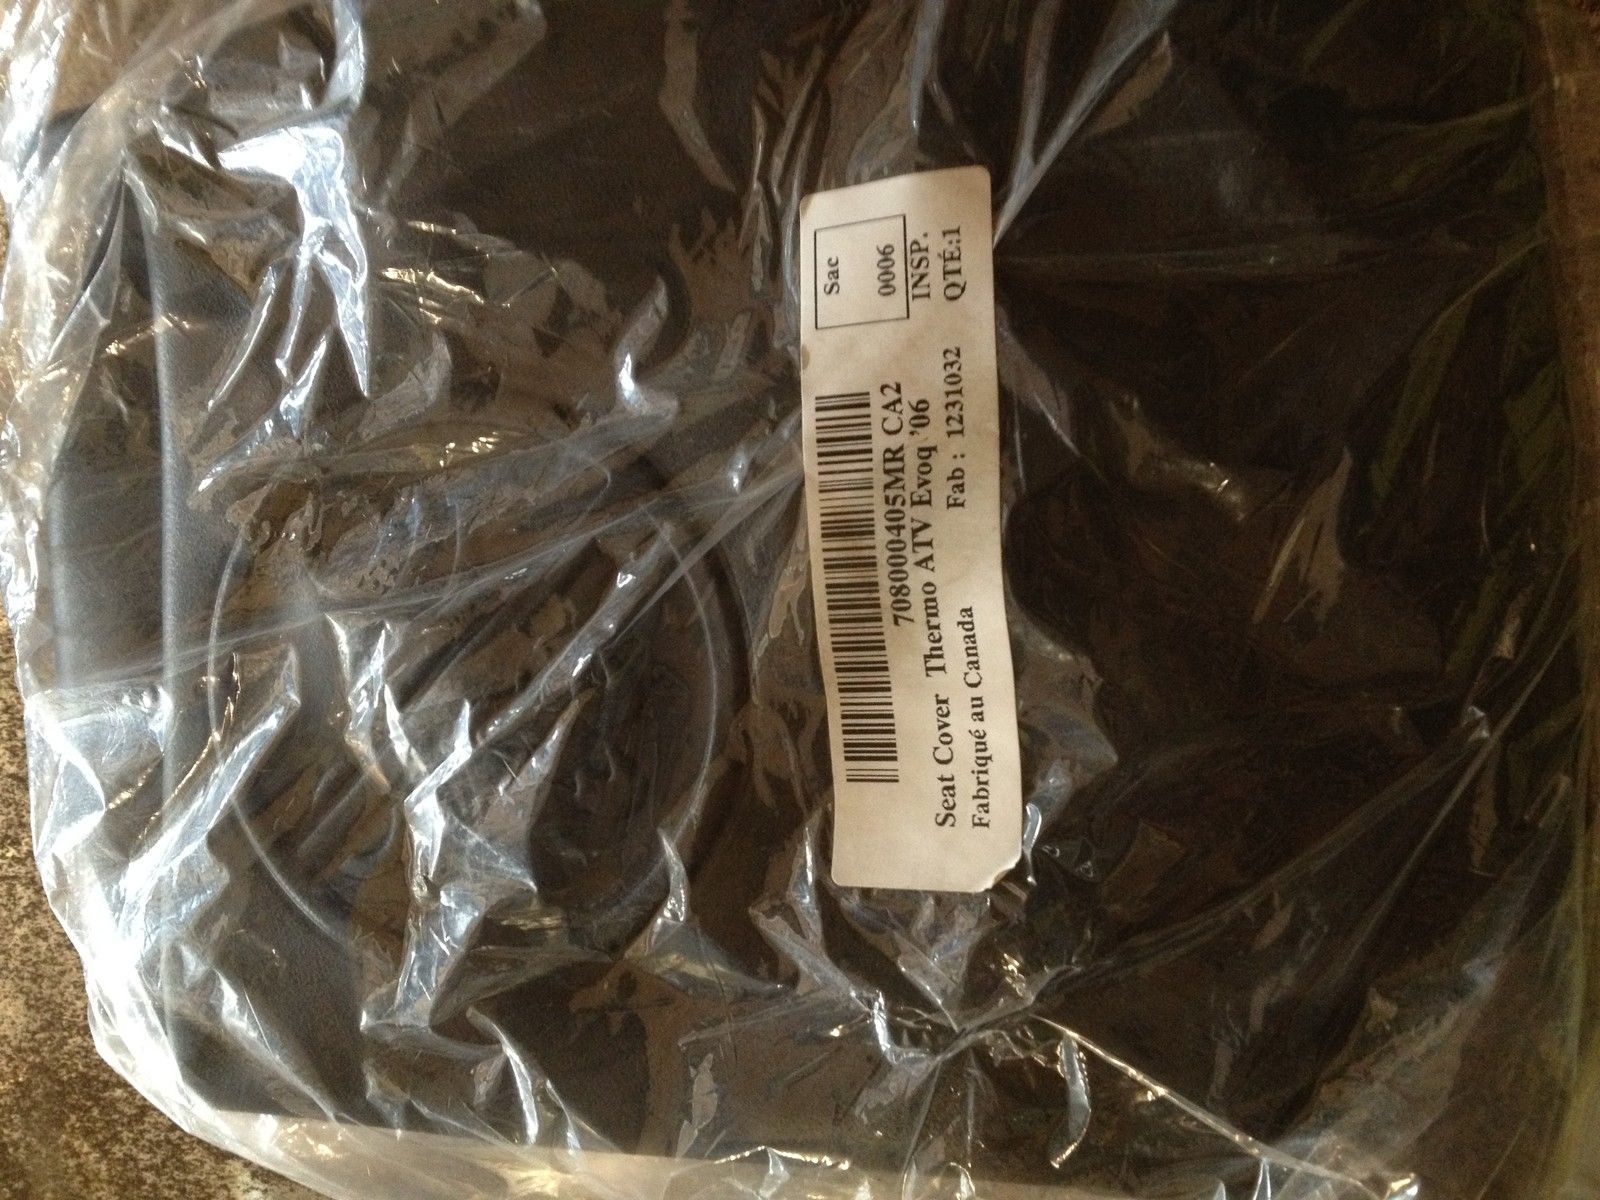 Sac
0006
INSP.
QTÉ:1
708000405MR CA2
Seat Cover Thermo ATV Evoq '06
Fabriqué au Canada Fab : 1231032